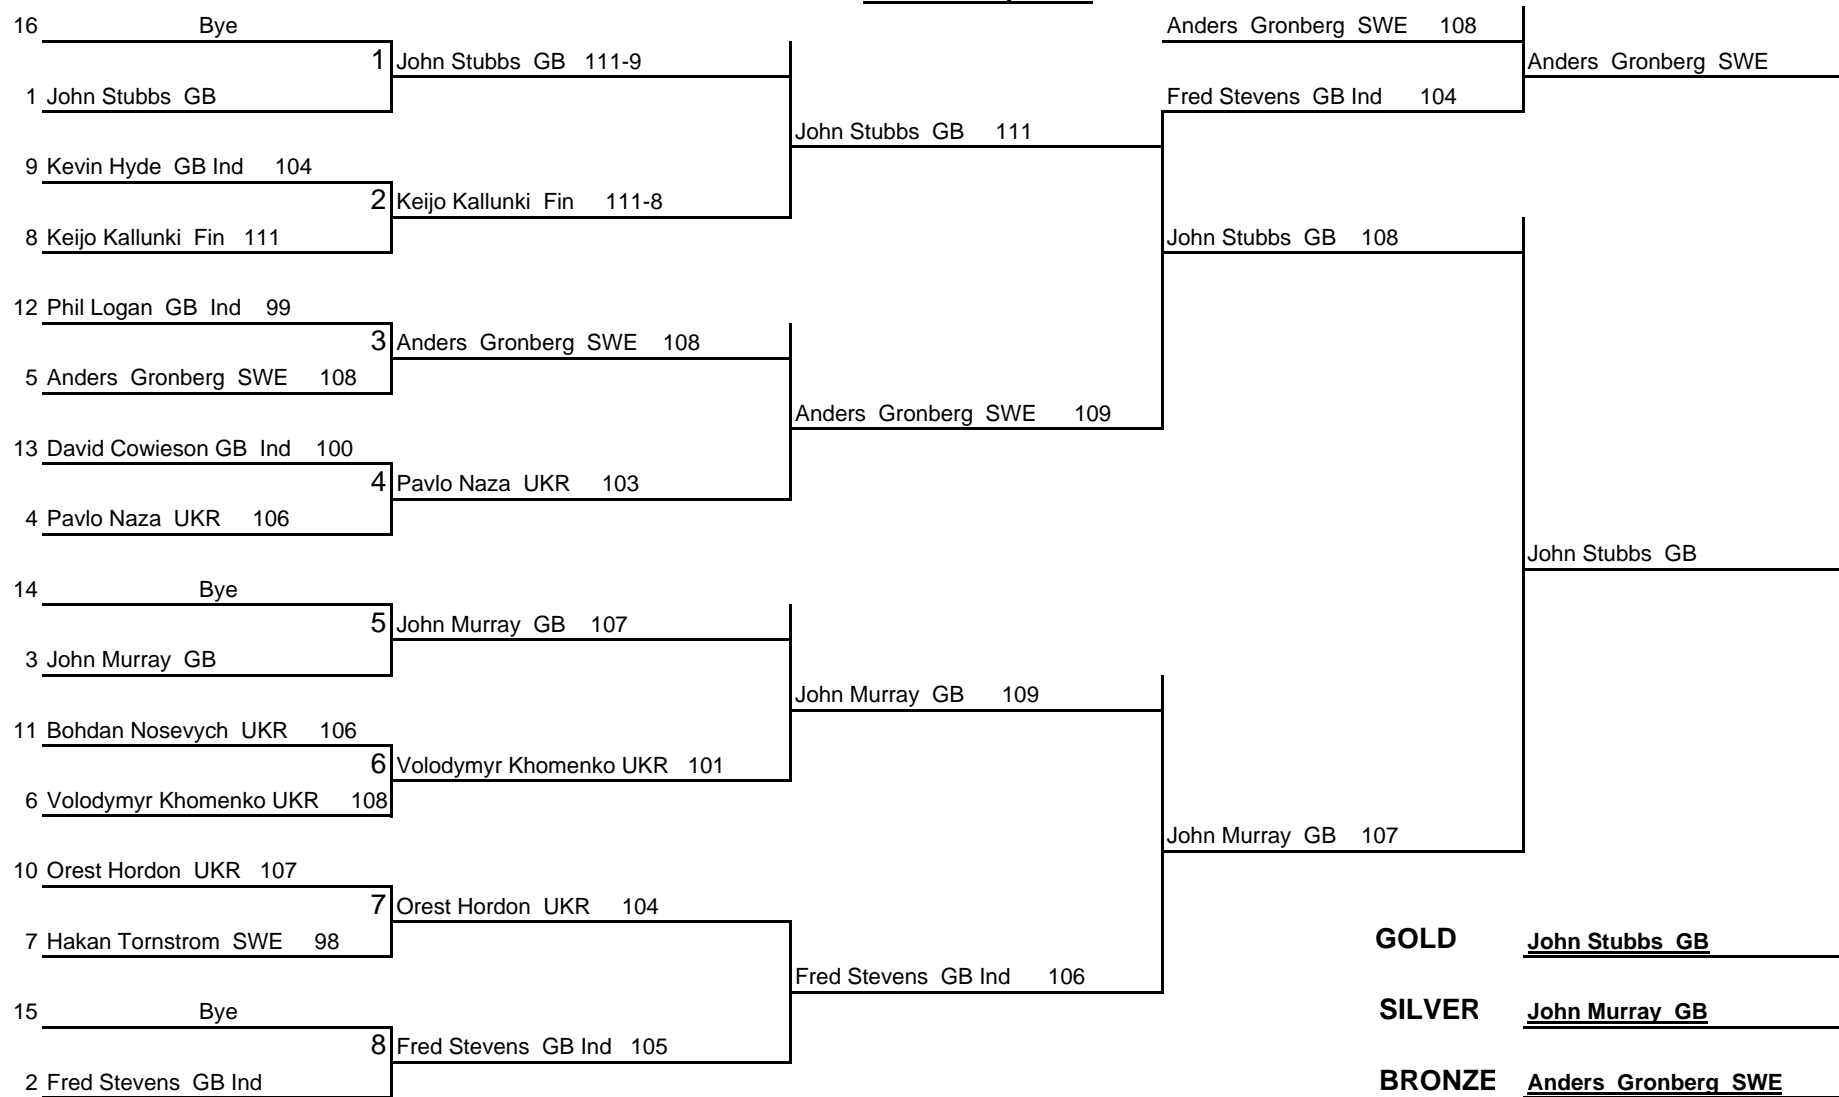 16 Bye
Anders Gronberg SWE 108
1 John Stubbs GB 111-9
Anders Gronberg SWE
1 John Stubbs GB
Fred Stevens GB Ind 104
John Stubbs GB 111
9 Kevin Hyde GB Ind 104
2 Keijo Kallunki Fin 111-8
8 Keijo Kallunki Fin 111
John Stubbs GB 108
12 Phil Logan GB Ind 99
3 Anders Gronberg SWE 108
5 Anders Gronberg SWE 108
Anders Gronberg SWE 109
13 David Cowieson GB Ind 100
4 Pavlo Naza UKR 103
4 Pavlo Naza UKR 106
John Stubbs GB
14 Bye
5 John Murray GB 107
3 John Murray GB
John Murray GB 109
11 Bohdan Nosevych UKR 106
6 Volodymyr Khomenko UKR 101
6 Volodymyr Khomenko UKR 108
John Murray GB 107
10 Orest Hordon UKR 107
7 Orest Hordon UKR 104
7 Hakan Tornstrom SWE 98
GOLD John Stubbs GB
Fred Stevens GB Ind 106
15 Bye
SILVER John Murray GB
8 Fred Stevens GB Ind 105
2 Fred Stevens GB Ind
BRONZE Anders Gronberg SWE